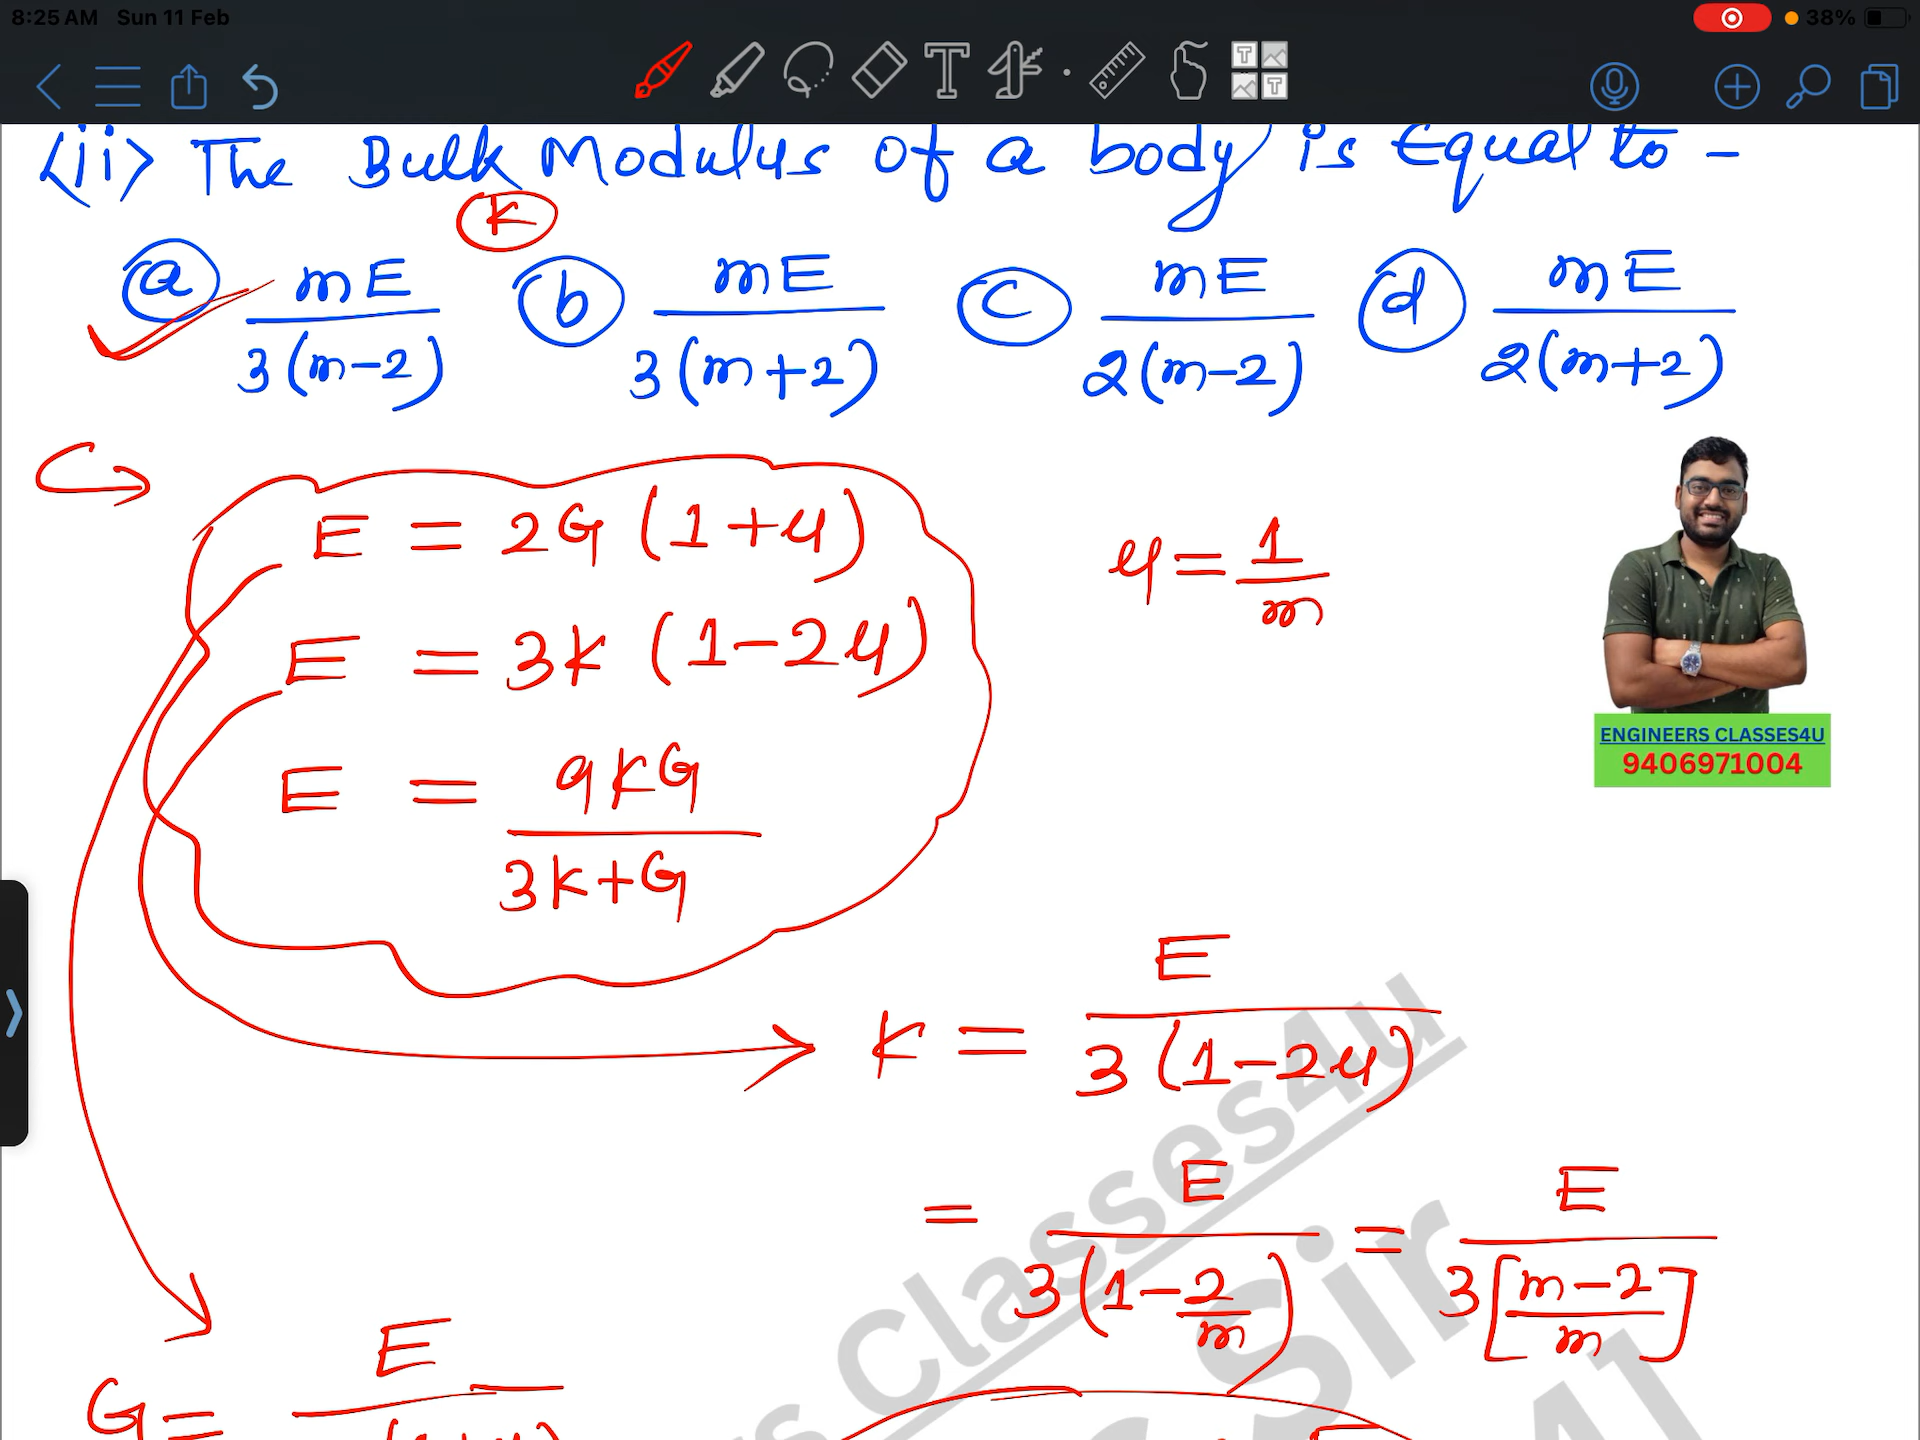 8:25 AM Sun 11 Feb 38%
(ii) The Bulk Modulus of a body is Equal to -
K
(a) mE/3(m-2) (b) mE/3(m+2) (c) mE/2(m-2) (d) mE/2(m+2)
E = 2G (1+μ)
μ = 1/m
E = 3K (1-2μ)
E = 9KG/3K+G
ENGINEERS CLASSES4U
9406971004
K = E/3(1-2μ)
= E/3(1-2/m) = E/3[m-2/m]
G = E
Classes4u
Sir